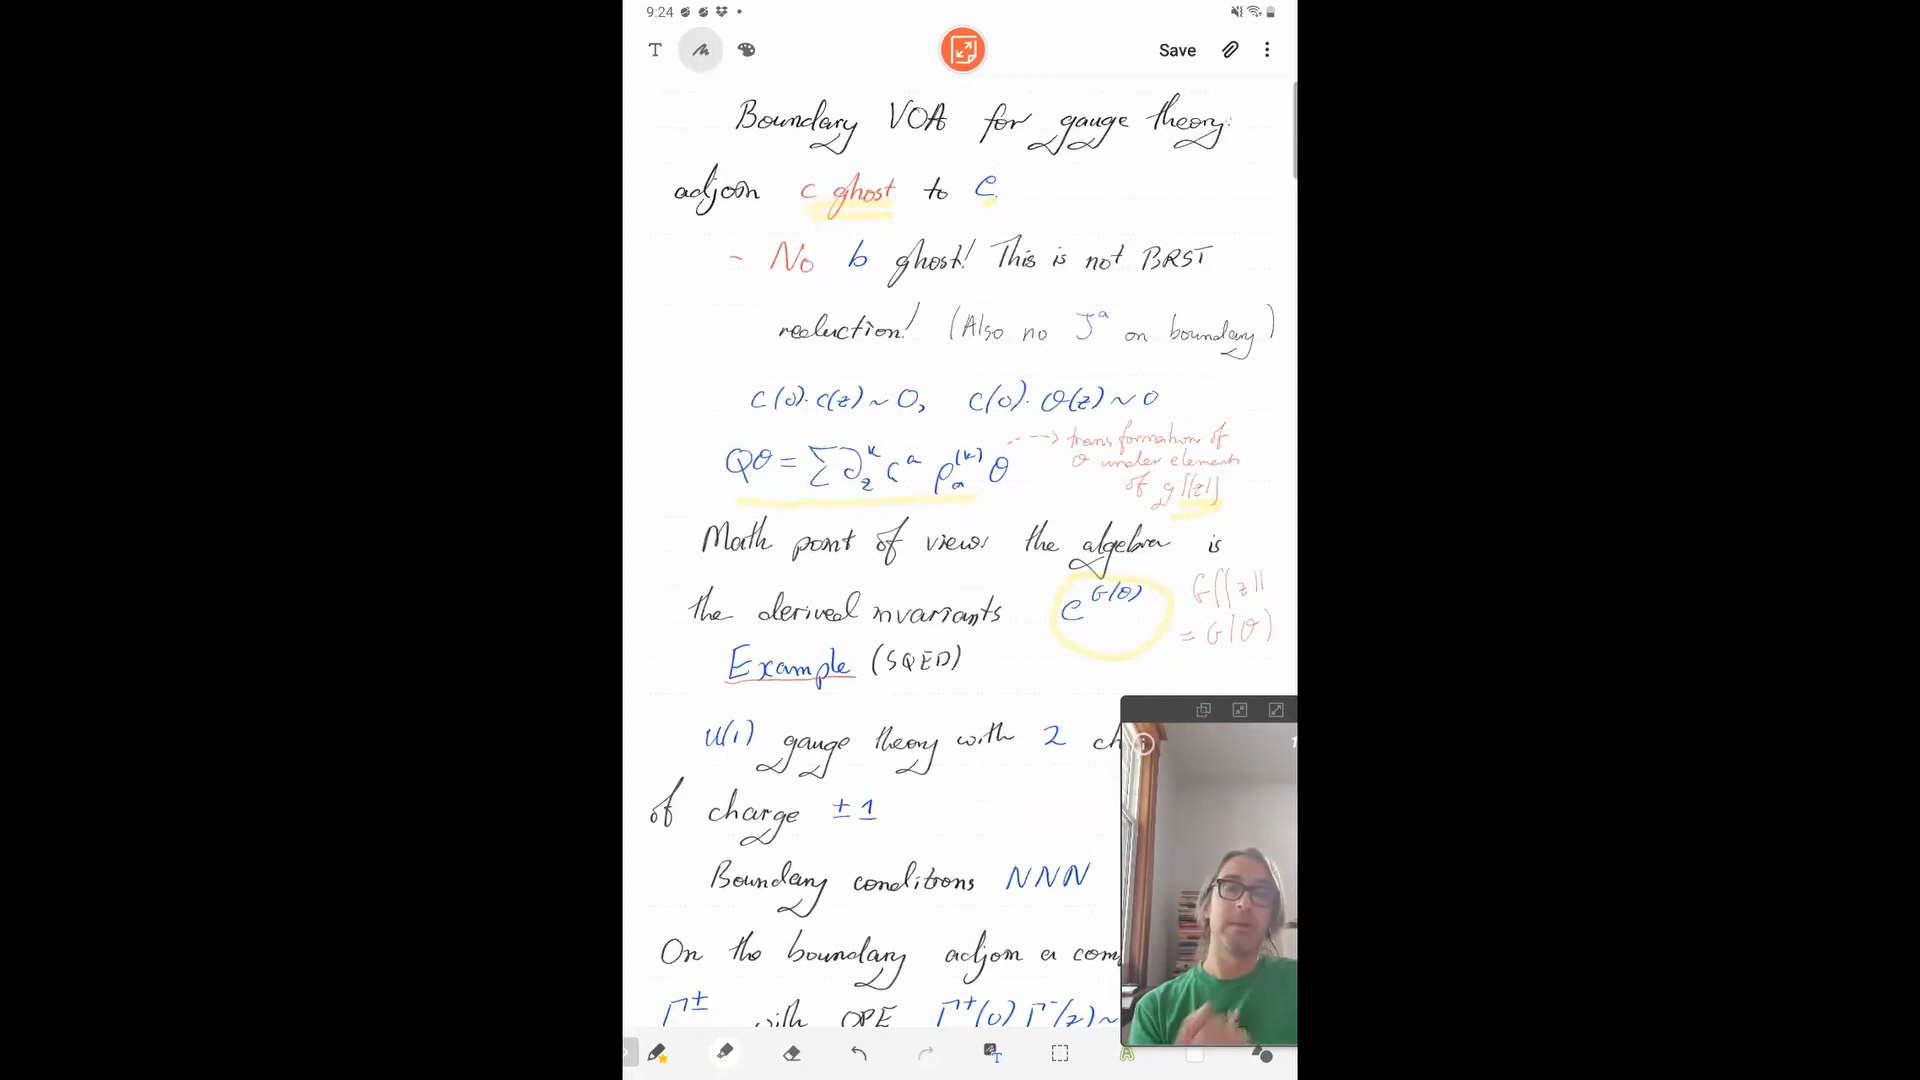 9:24
T
Save
Boundary VOA for gauge theory:
adjoin c ghost to C.
- No b ghost! This is not BRST
reduction! (Also no J^a on boundary)
c(0)·c(z) ~ 0, c(0)·O(z) ~ 0
QO = ∑ ∂_z^k c^a ρ_a^(k) O
--> transformation of
O under elements
of g[[z]]
Math point of view: the algebra is
the derived invariants C^G(O)
G[[z]]
= G(O)
Example (SQED)
U(1) gauge theory with 2 ch
of charge ±1
Boundary conditions NNN
On the boundary adjoin a com
Γ^± with OPE Γ^+(0) Γ^-(z) ~